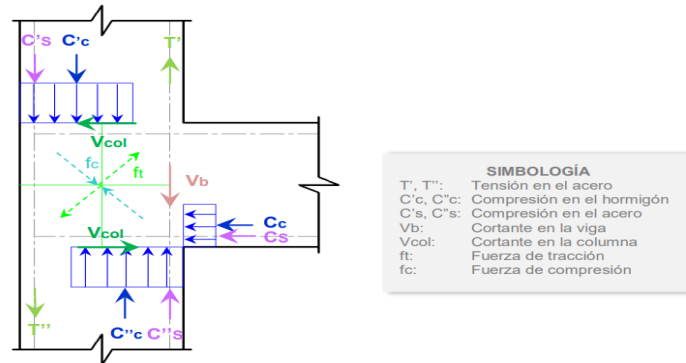 C's C'c T'
Vcol
fc ft
Vb
Cc
Cs
Vcol
T'' C''c C''s
SIMBOLOGÍA
T', T'': Tensión en el acero
C'c, C"c: Compresión en el hormigón
C's, C"s: Compresión en el acero
Vb: Cortante en la viga
Vcol: Cortante en la columna
ft: Fuerza de tracción
fc: Fuerza de compresión